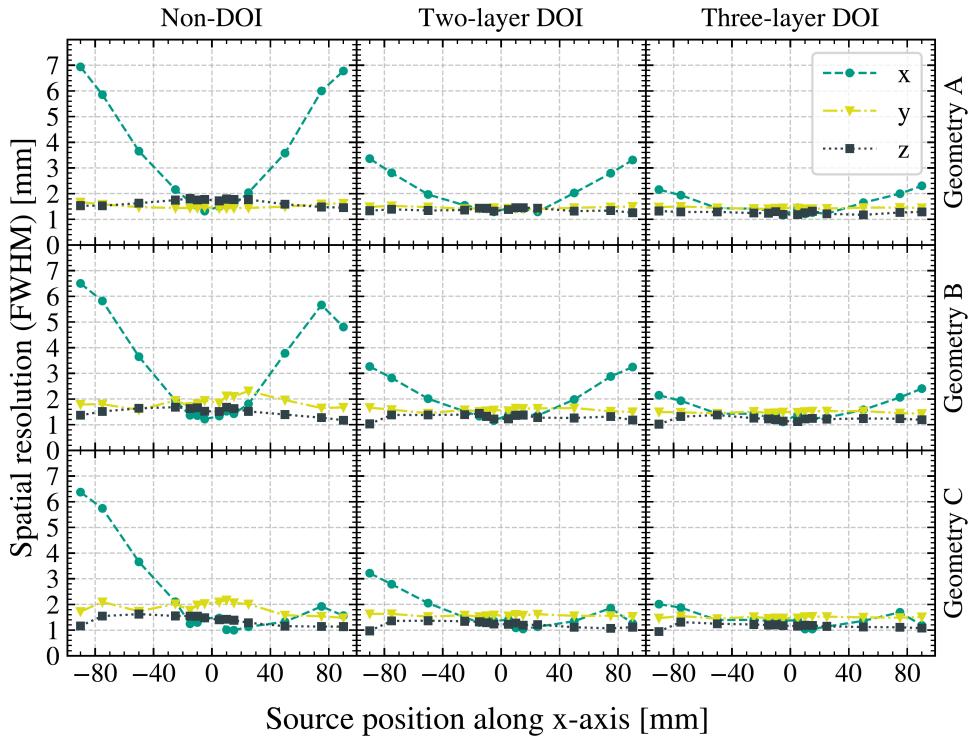 Non-DOI Two-layer DOI Three-layer DOI
Spatial resolution (FWHM) [mm]
7
6
5
4
3
2
1
0
x
y
z
Geometry A
7
6
5
4
3
2
1
0
Geometry B
7
6
5
4
3
2
1
0
Geometry C
−80 −40 0 40 80 −80 −40 0 40 80 −80 −40 0 40 80
Source position along x-axis [mm]